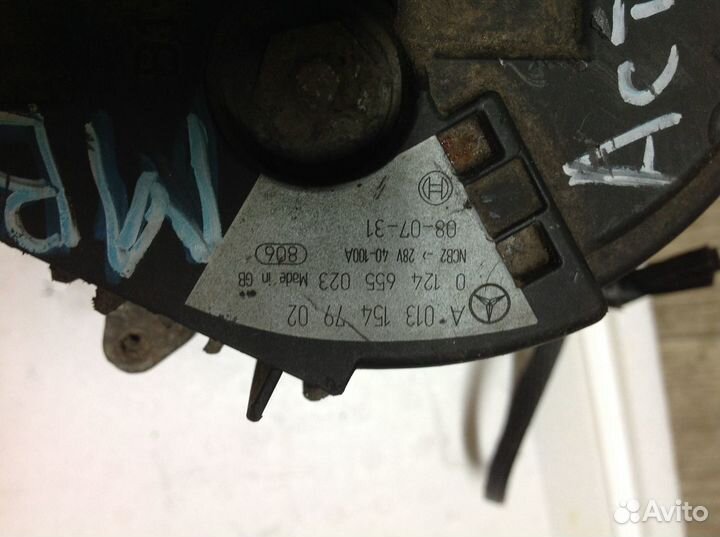 A 013 154 79 02
0 124 655 023 Made in GB
NCB2 -> 28V 40-100A 806
08-07-31
MB
Avito